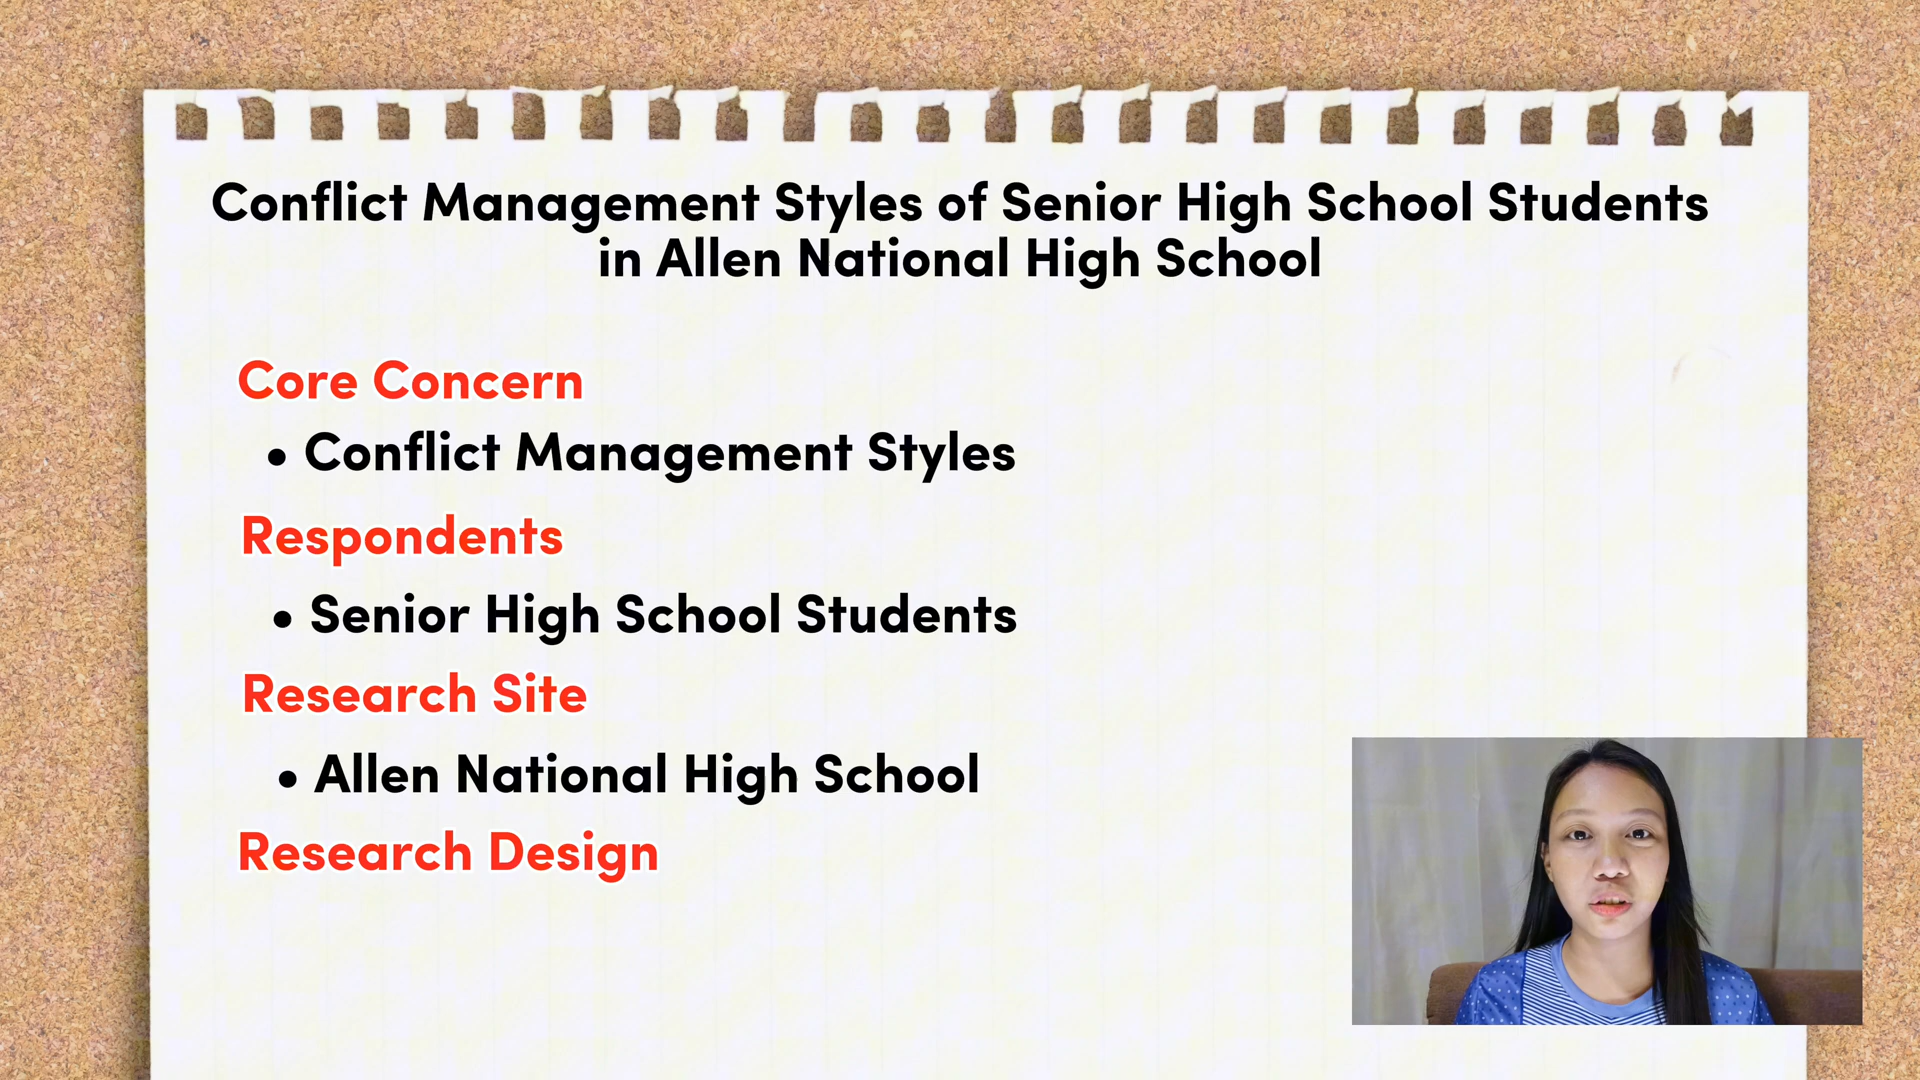 Conflict Management Styles of Senior High School Students
in Allen National High School
Core Concern
• Conflict Management Styles
Respondents
• Senior High School Students
Research Site
• Allen National High School
Research Design